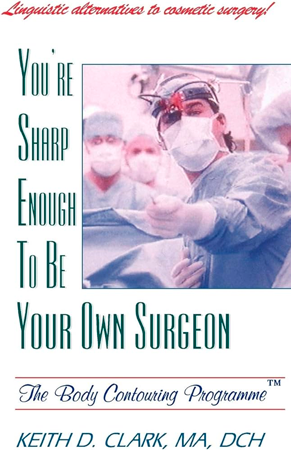 Linguistic alternatives to cosmetic surgery!
YOU'RE
SHARP
ENOUGH
TO BE
YOUR OWN SURGEON
The Body Contouring Programme™
KEITH D. CLARK, MA, DCH